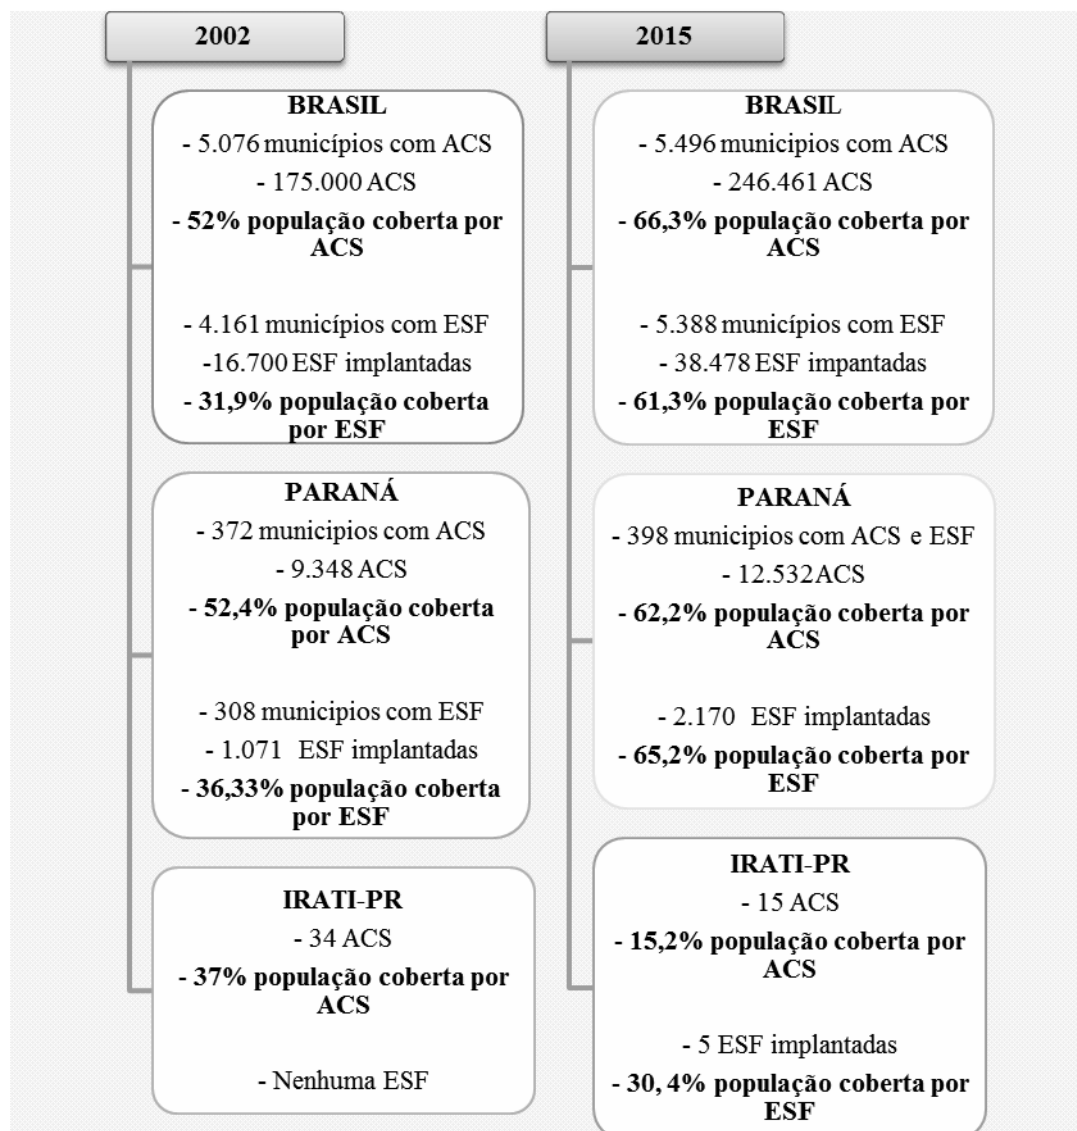 2002
BRASIL
- 5.076 municípios com ACS
- 175.000 ACS
- 52% população coberta por
ACS
- 4.161 municípios com ESF
-16.700 ESF implantadas
- 31,9% população coberta
por ESF
PARANÁ
- 372 municipios com ACS
- 9.348 ACS
- 52,4% população coberta
por ACS
- 308 municipios com ESF
- 1.071 ESF implantadas
- 36,33% população coberta
por ESF
IRATI-PR
- 34 ACS
- 37% população coberta por
ACS
- Nenhuma ESF
2015
BRASIL
- 5.496 municipios com ACS
- 246.461 ACS
- 66,3% população coberta por
ACS
- 5.388 municípios com ESF
- 38.478 ESF impantadas
- 61,3% população coberta por
ESF
PARANÁ
- 398 municipios com ACS e ESF
- 12.532 ACS
- 62,2% população coberta por
ACS
- 2.170 ESF implantadas
- 65,2% população coberta por
ESF
IRATI-PR
- 15 ACS
- 15,2% população coberta por
ACS
- 5 ESF implantadas
- 30, 4% população coberta por
ESF